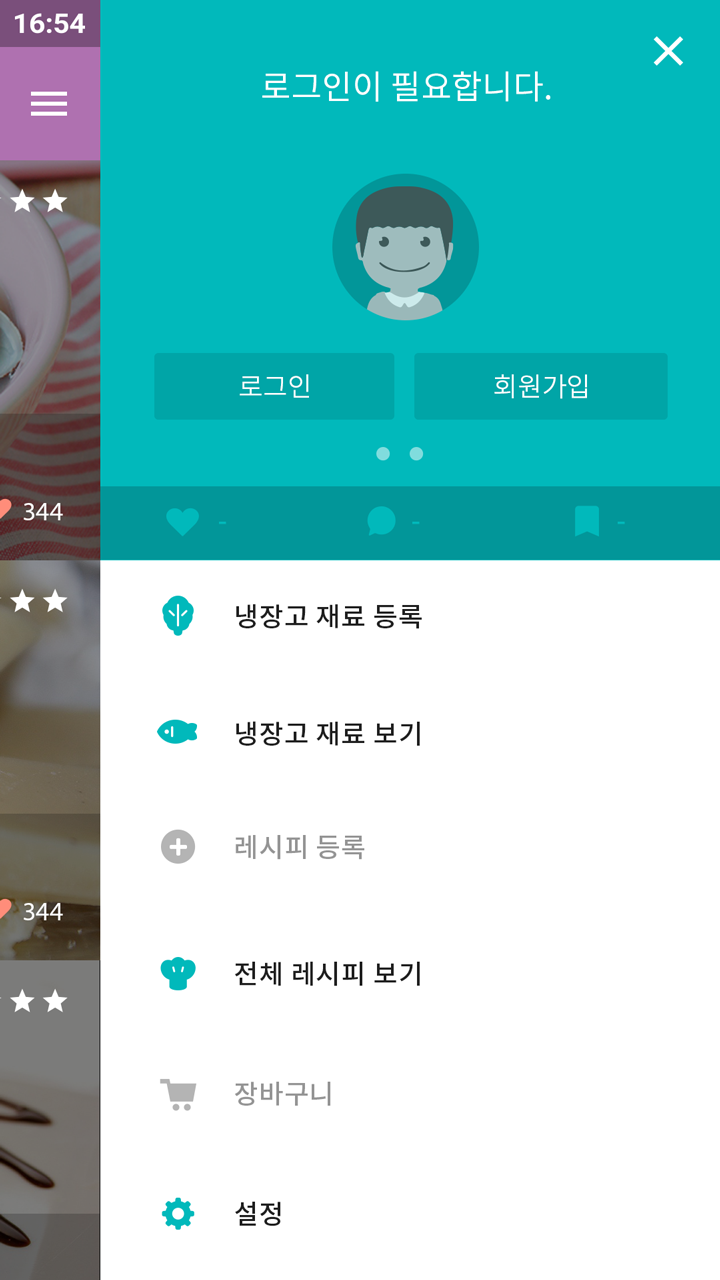 16:54
로그인이 필요합니다.
로그인
회원가입
344
- - -
냉장고 재료 등록
냉장고 재료 보기
레시피 등록
344
전체 레시피 보기
장바구니
설정